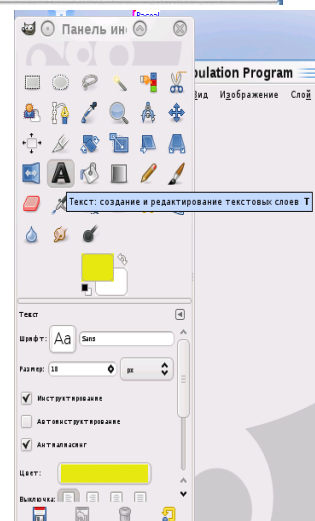 Панель ин
pulation Program
Вид Изображение Слой
Текст: создание и редактирование текстовых слоев T
Текст
Шрифт: Aa Sans
Размер: 18 px
Инструктирование
Автоинструктирование
Антиалиасинг
Цвет:
Выключка: